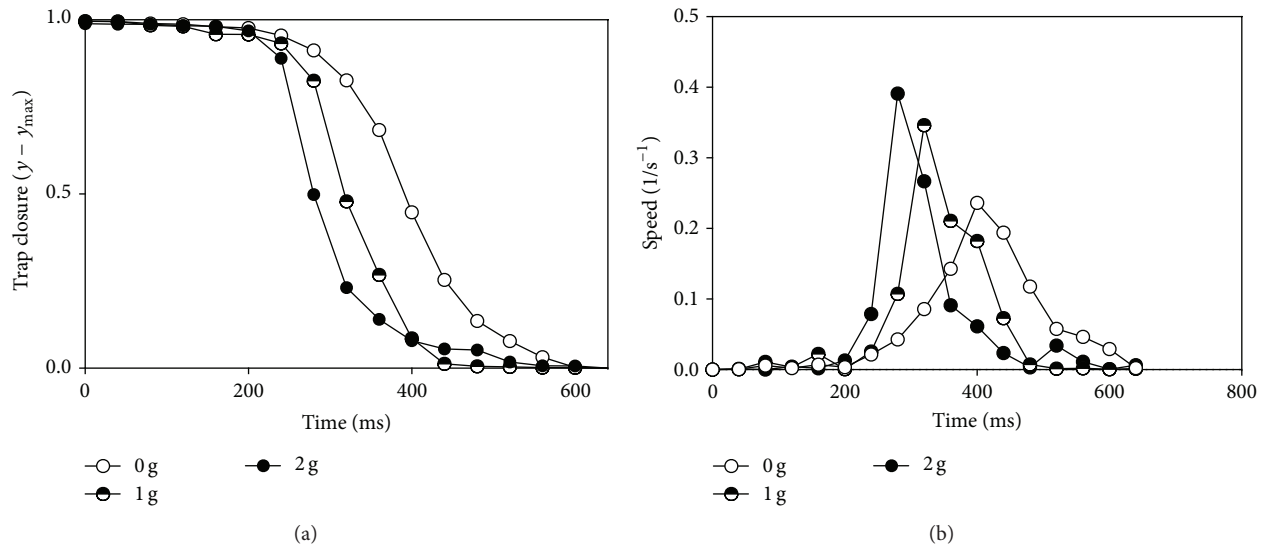 1.0
0.5
0.0
Trap closure (y − ymax)
0
200
400
600
Time (ms)
0 g
2 g
1 g
(a)
0.5
0.4
0.3
0.2
0.1
0.0
Speed (1/s−1)
0
200
400
600
800
Time (ms)
0 g
2 g
1 g
(b)